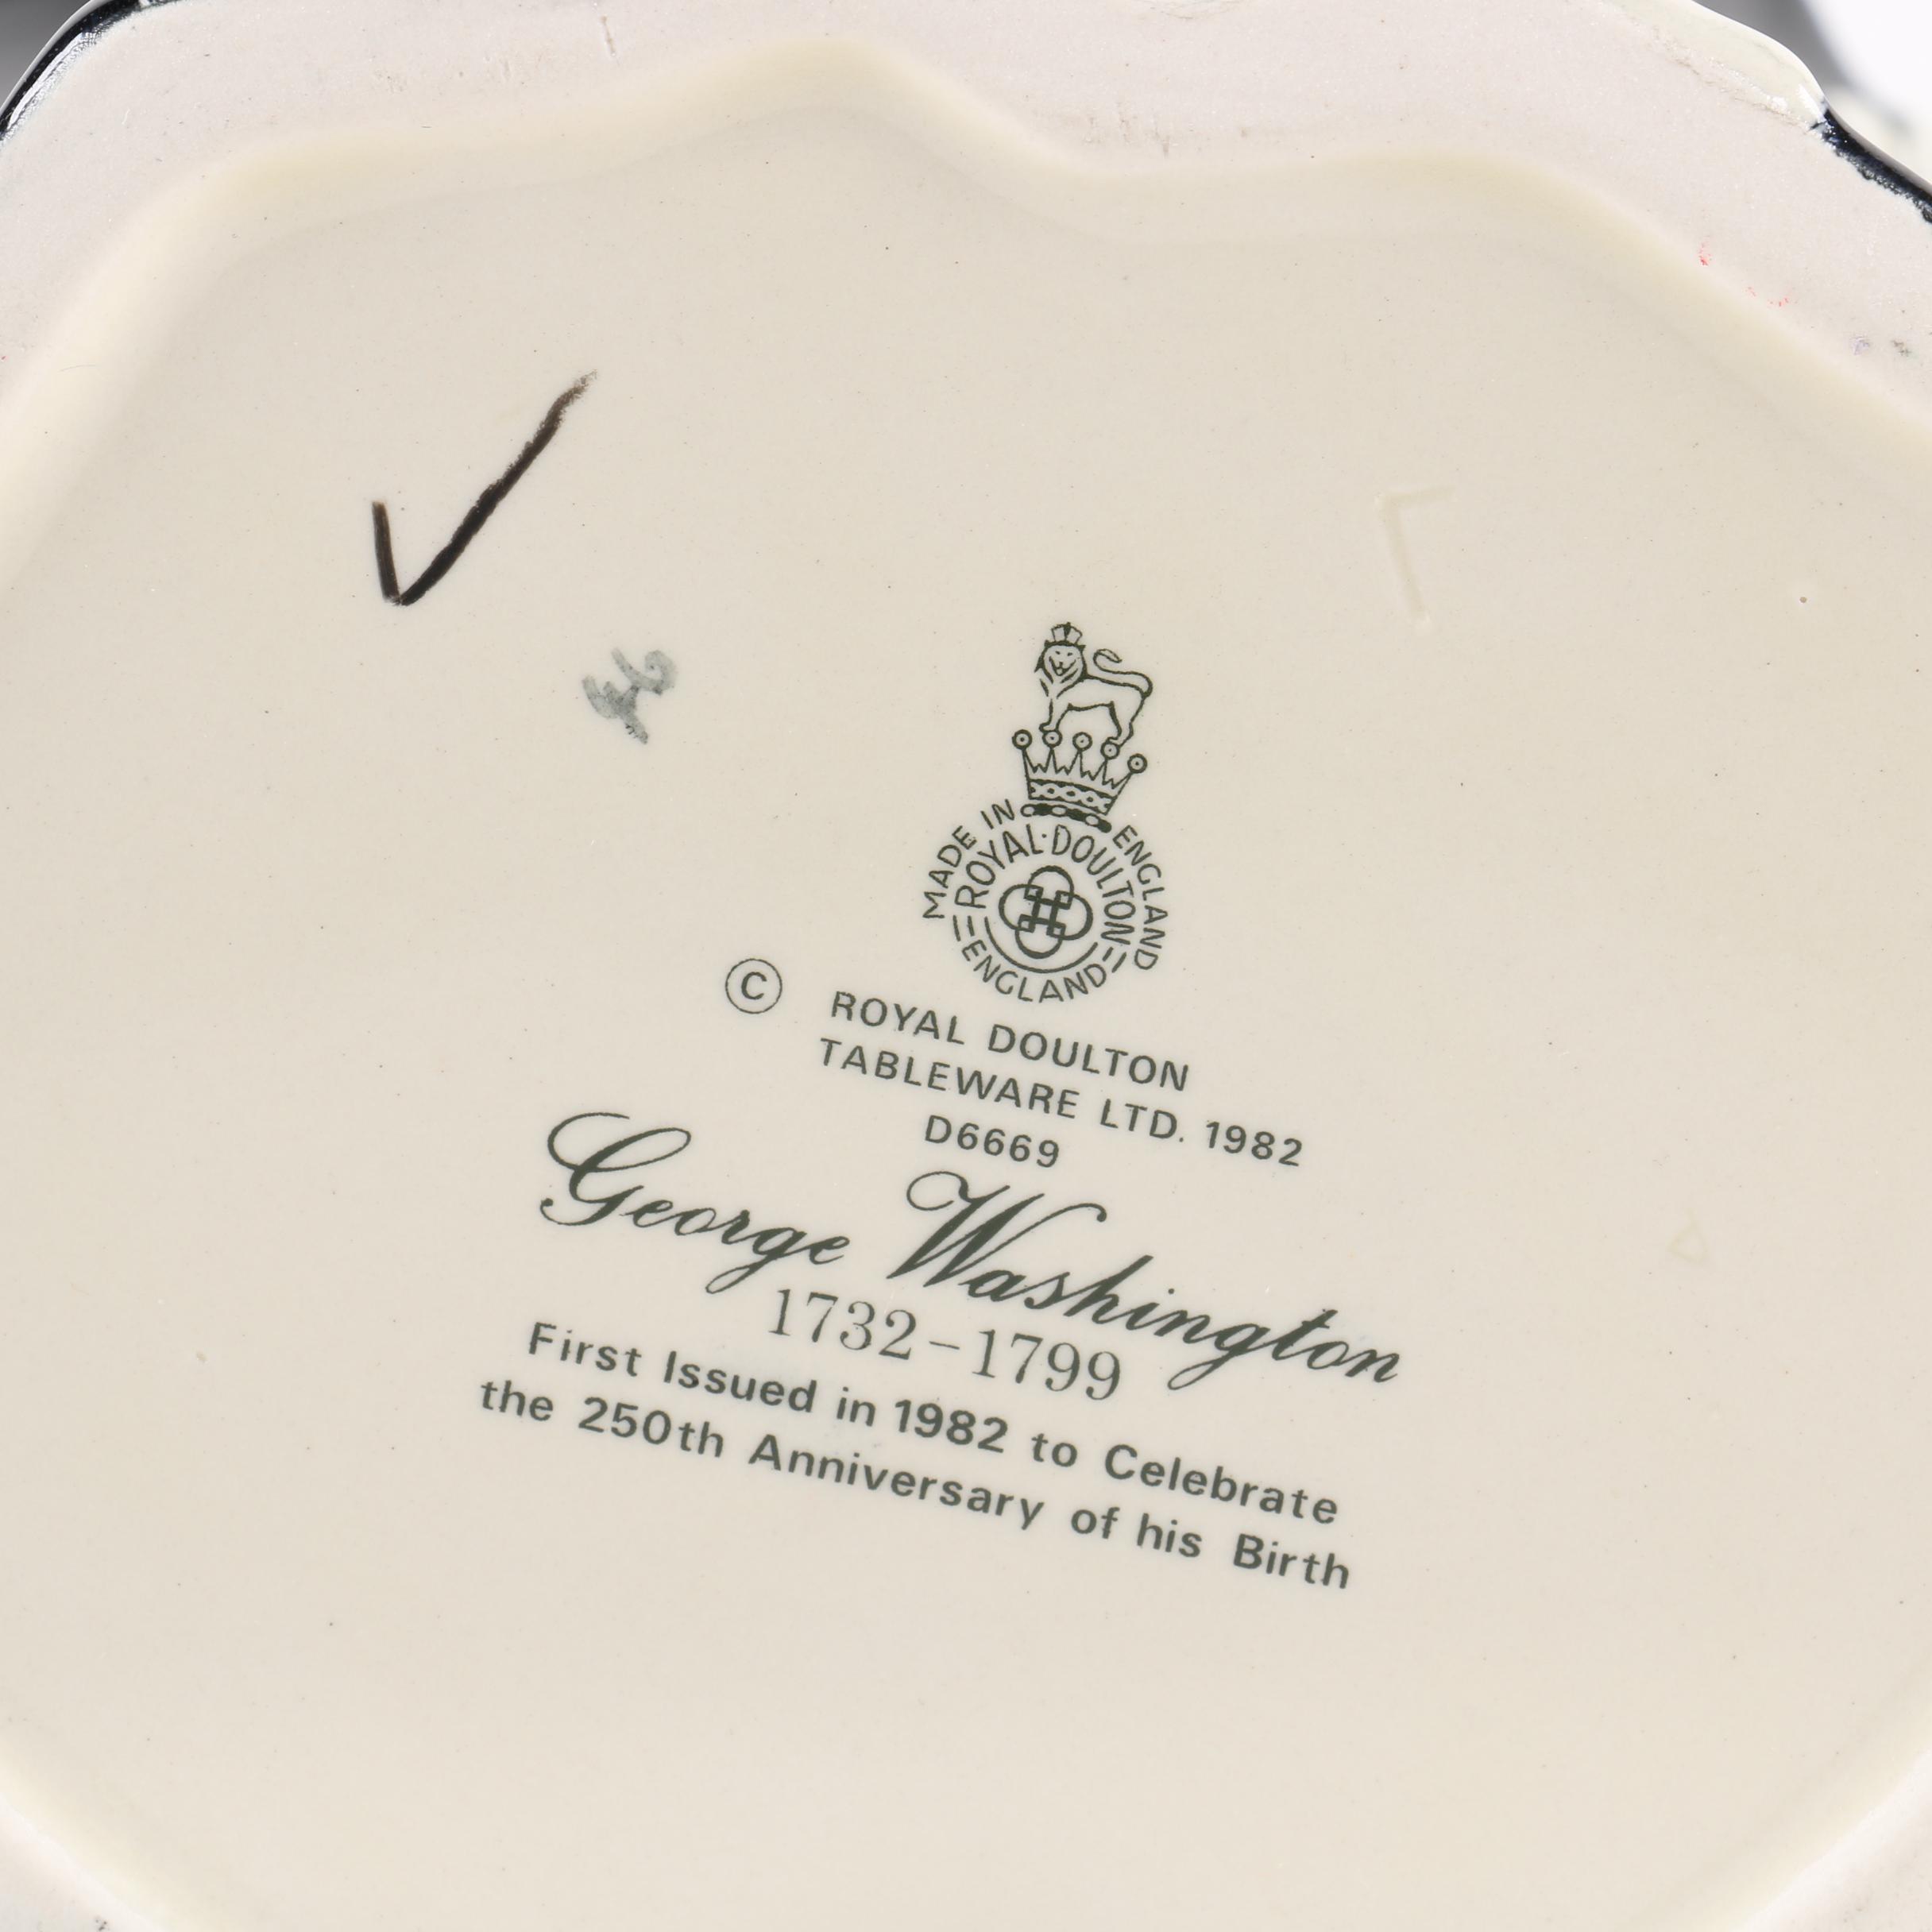 MADE IN ENGLAND
ROYAL·DOULTON
ENGLAND
© ROYAL DOULTON
TABLEWARE LTD. 1982
D6669
George Washington
1732-1799
First Issued in 1982 to Celebrate
the 250th Anniversary of his Birth